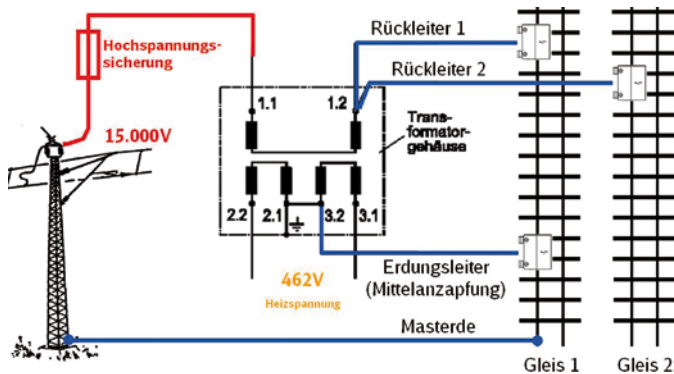 Rückleiter 1
Hochspannungs-
sicherung
Rückleiter 2
1.1
1.2
Trans-
formator-
gehäuse
15.000V
2.2
2.1
3.2
3.1
462V
Heizspannung
Erdungsleiter
(Mittelanzapfung)
Masterde
Gleis 1
Gleis 2